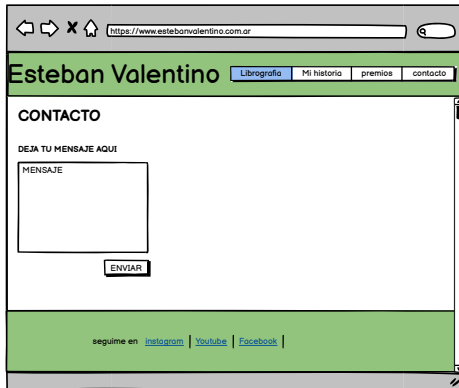 https://www.estebanvalentino.com.ar
Esteban Valentino
Librografia Mi historia premios contacto
CONTACTO
DEJA TU MENSAJE AQUI
MENSAJE
ENVIAR
seguime en instagram | Youtube | Facebook |